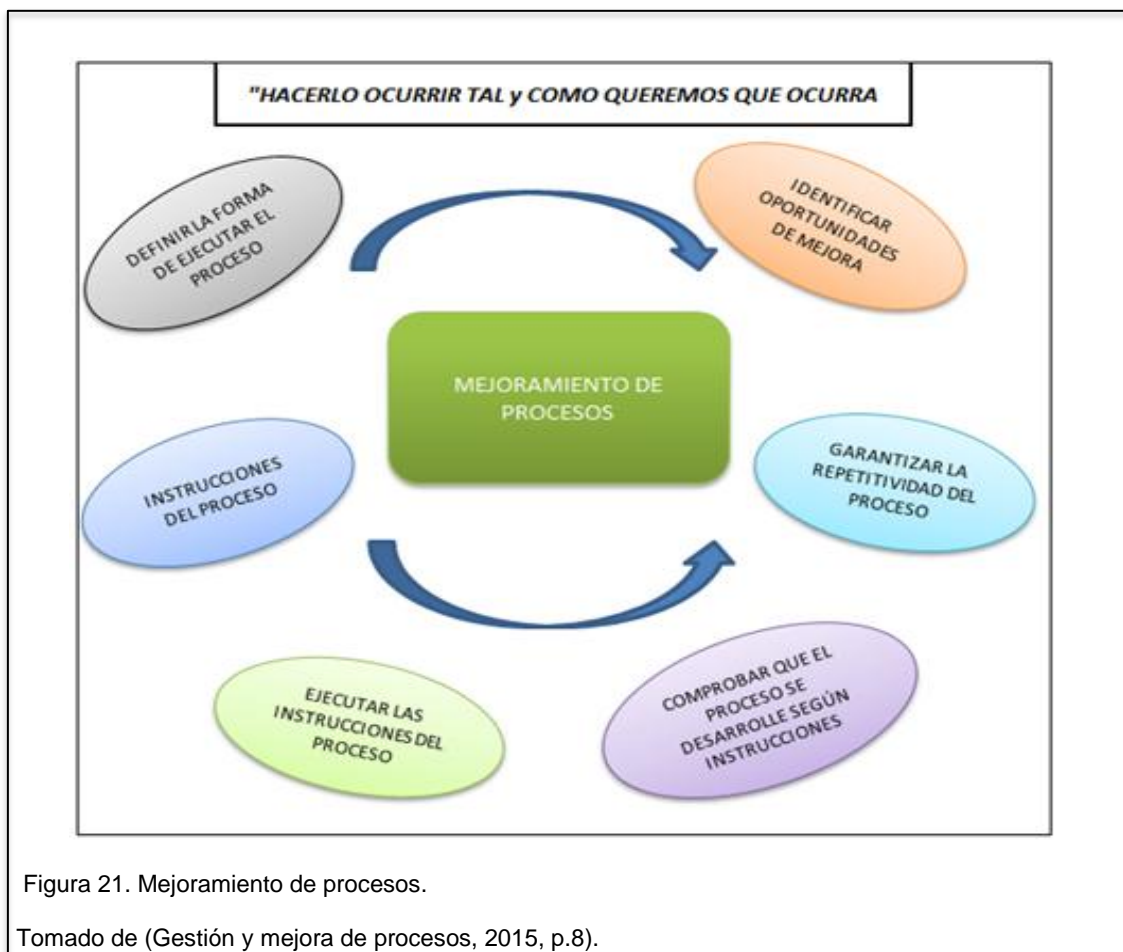 "HACERLO OCURRIR TAL y COMO QUEREMOS QUE OCURRA
DEFINIR LA FORMA
DE EJECUTAR EL
PROCESO
IDENTIFICAR
OPORTUNIDADES
DE MEJORA
MEJORAMIENTO DE
PROCESOS
INSTRUCCIONES
DEL PROCESO
GARANTIZAR LA
REPETITIVIDAD DEL
PROCESO
EJECUTAR LAS
INSTRUCCIONES DEL
PROCESO
COMPROBAR QUE EL
PROCESO SE
DESARROLLE SEGÚN
INSTRUCCIONES
Figura 21. Mejoramiento de procesos.
Tomado de (Gestión y mejora de procesos, 2015, p.8).